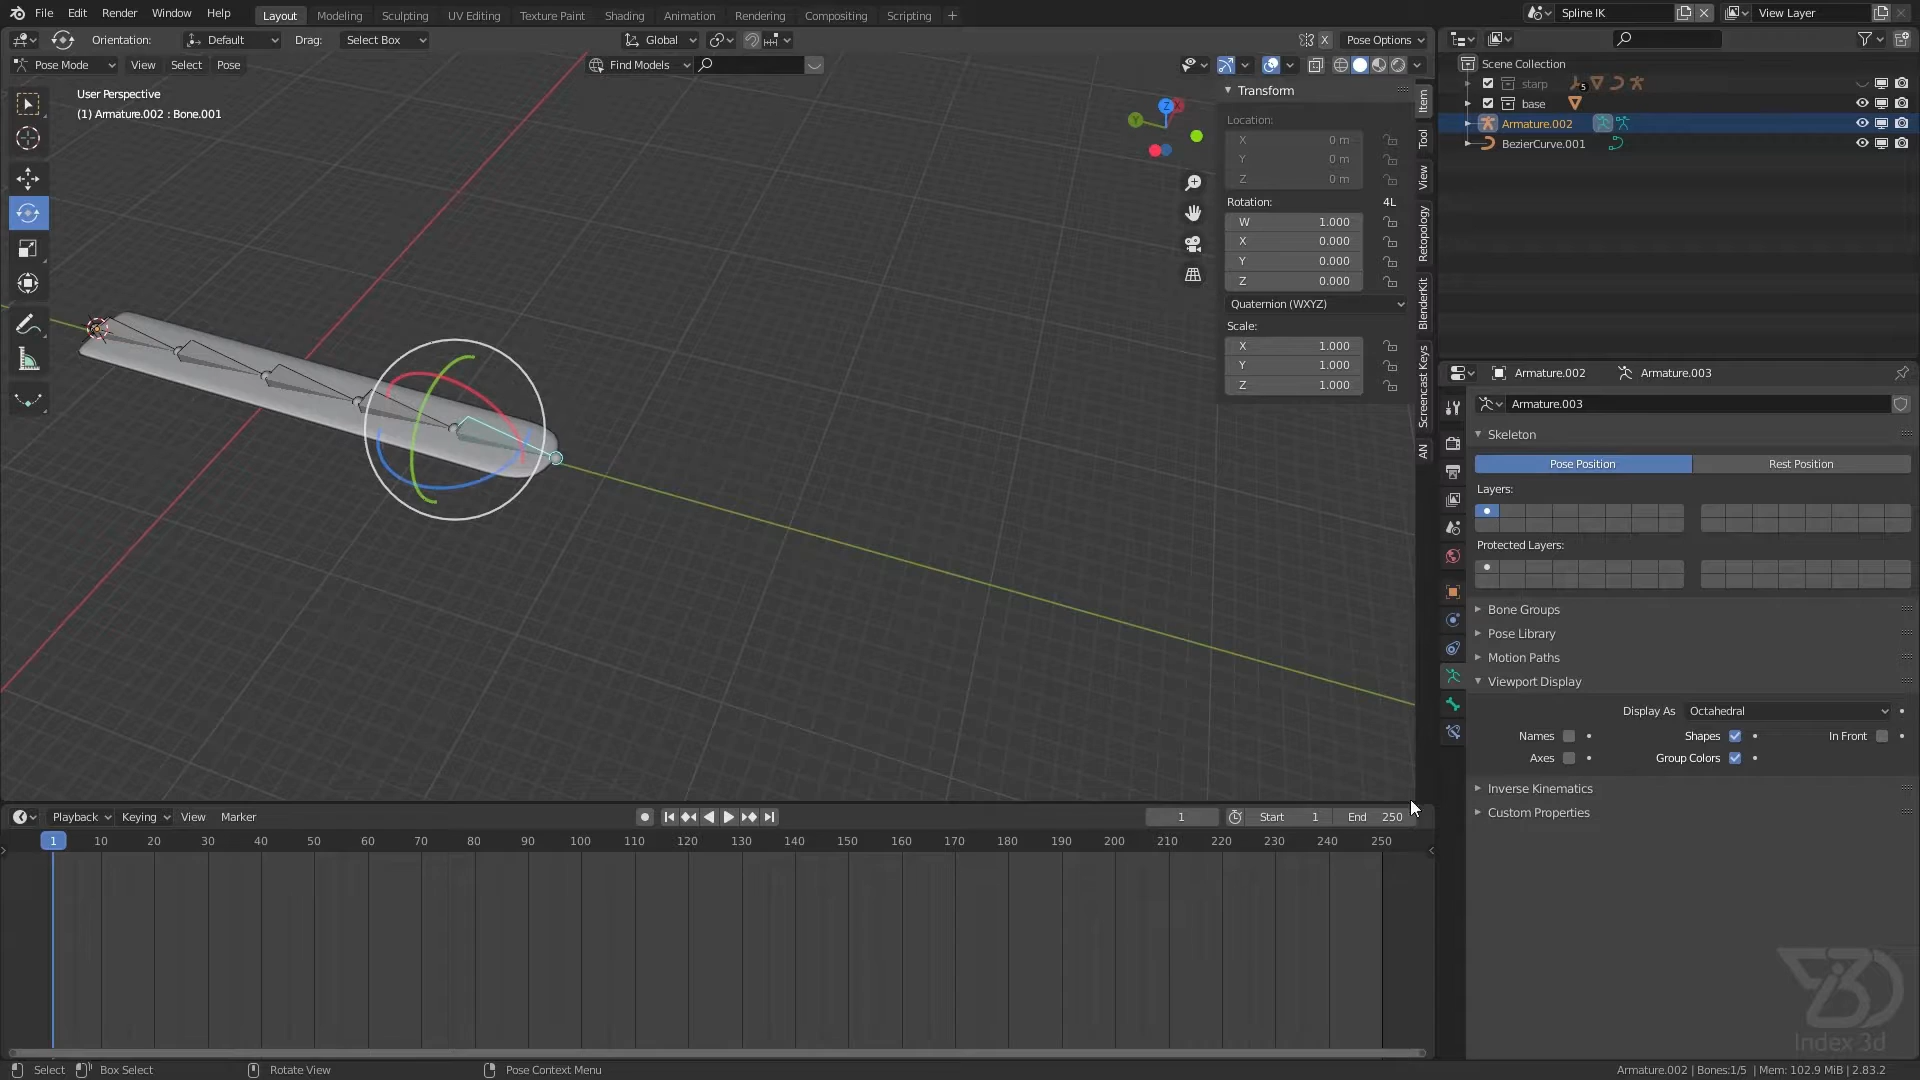 File Edit Render Window Help Layout Modeling Sculpting UV Editing Texture Paint Shading Animation Rendering Compositing Scripting + Spline IK View Layer
Orientation: Default Drag: Select Box Global X Pose Options
Pose Mode View Select Pose Find Models
User Perspective
(1) Armature.002 : Bone.001
Z
X
Y
Transform
Location:
X 0 m
Y 0 m
Z 0 m
Rotation: 4L
W 1.000
X 0.000
Y 0.000
Z 0.000
Quaternion (WXYZ)
Scale:
X 1.000
Y 1.000
Z 1.000
Item
Tool
View
Retopology
BlenderKit
Screencast Keys
AN
Scene Collection
starp 5
base
Armature.002
BezierCurve.001
Armature.002 Armature.003
Armature.003
Skeleton
Pose Position Rest Position
Layers:
Protected Layers:
Bone Groups
Pose Library
Motion Paths
Viewport Display
Display As Octahedral
Names Shapes In Front
Axes Group Colors
Inverse Kinematics
Custom Properties
Playback Keying View Marker 1 Start 1 End 250
1 10 20 30 40 50 60 70 80 90 100 110 120 130 140 150 160 170 180 190 200 210 220 230 240 250
Index 3d
Select Box Select Rotate View Pose Context Menu Armature.002 | Bones:1/5 | Mem: 102.9 MiB | 2.83.2